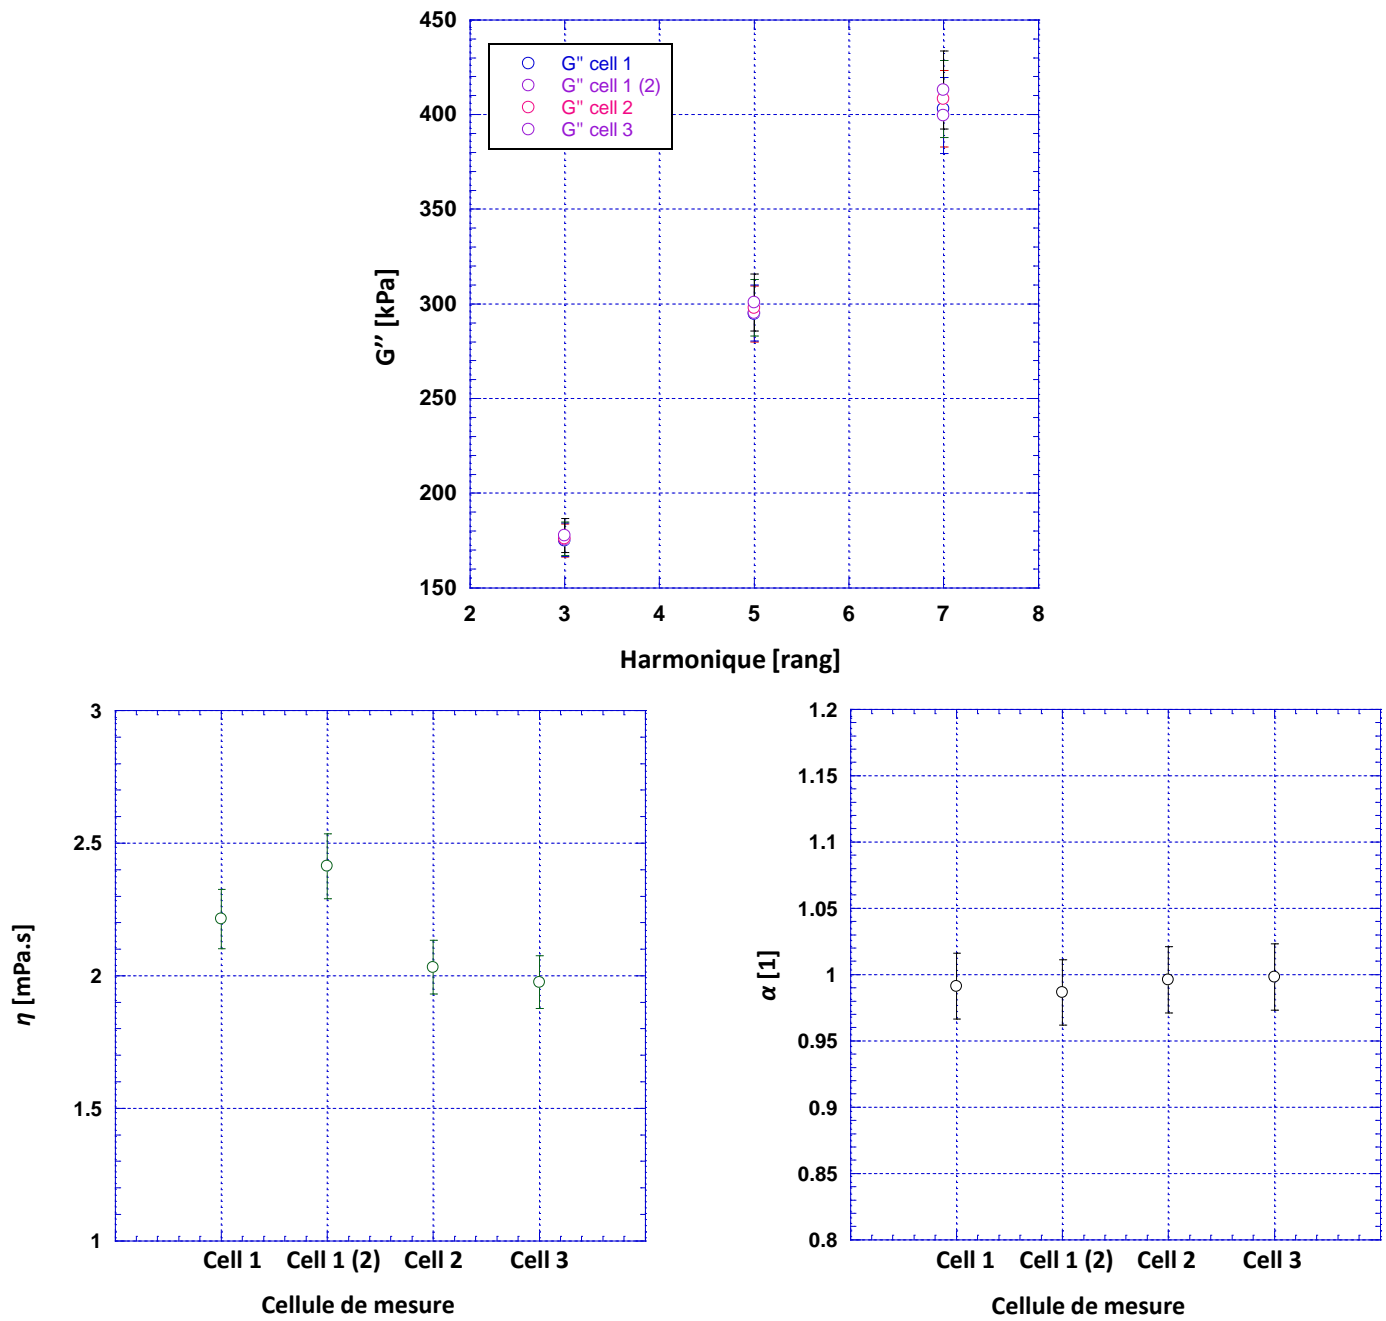 450
400
350
300
250
200
150
G'' [kPa]
G" cell 1
G" cell 1 (2)
G" cell 2
G" cell 3
2 3 4 5 6 7 8
Harmonique [rang]
3
2.5
2
1.5
1
η [mPa.s]
Cell 1 Cell 1 (2) Cell 2 Cell 3
Cellule de mesure
1.2
1.15
1.1
1.05
1
0.95
0.9
0.85
0.8
α [1]
Cell 1 Cell 1 (2) Cell 2 Cell 3
Cellule de mesure